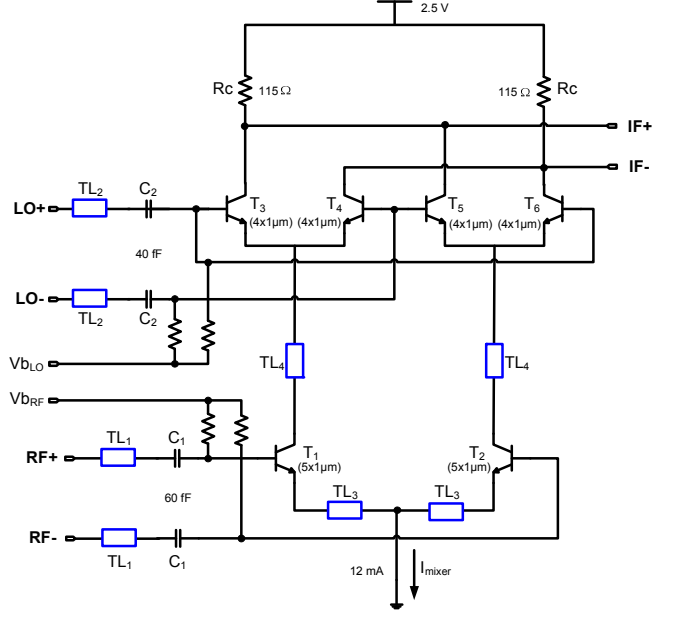 2.5 V
Rc 115 Ω
115 Ω Rc
IF+
IF-
TL₂ C₂
LO+
T₃ T₄ T₅ T₆
(4x1µm) (4x1µm) (4x1µm) (4x1µm)
40 fF
LO-
TL₂ C₂
VbLO
TL₄ TL₄
VbRF
TL₁ C₁
RF+
T₁ T₂
(5x1µm) (5x1µm)
60 fF
TL₃ TL₃
RF-
TL₁ C₁
12 mA Imixer